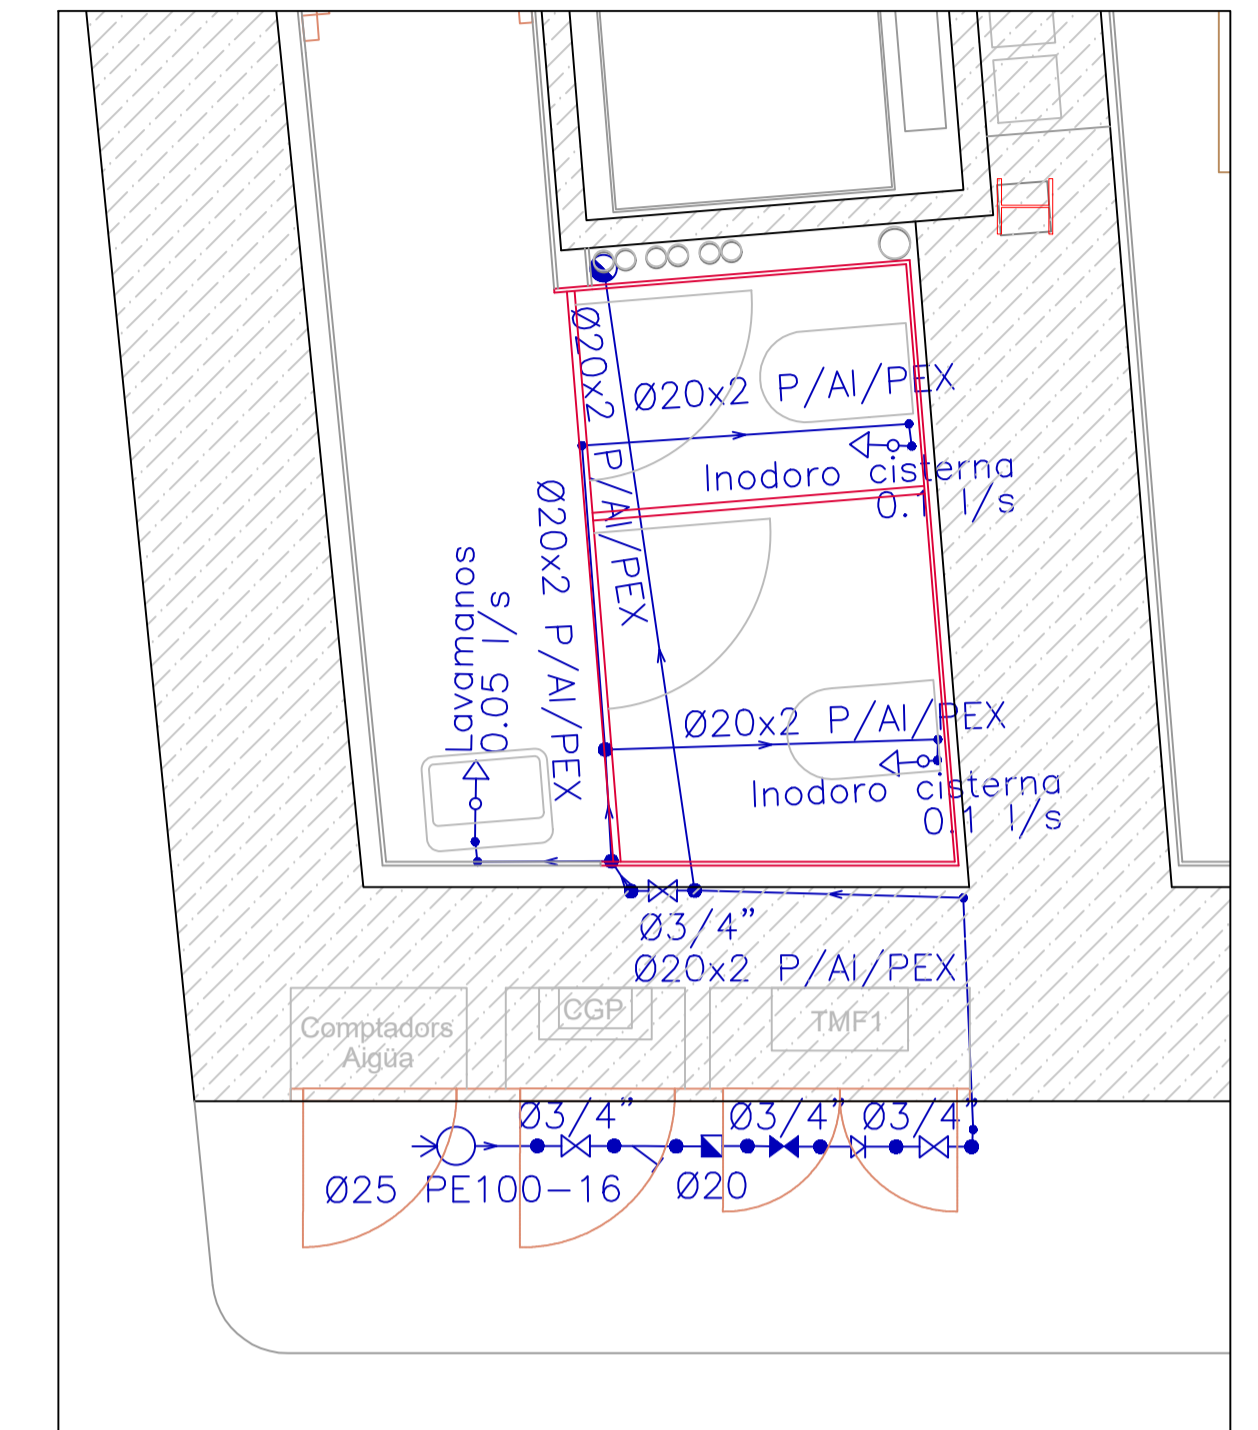 Ø20x2 P/Al/PEX
Ø20x2 P/Al/PEX
Inodoro cisterna
0.1 l/s
Ø20x2 P/Al/PEX
Lavamanos
0.05 l/s
Ø20x2 P/Al/PEX
Inodoro cisterna
0.1 l/s
Ø3/4”
Ø20x2 P/Al/PEX
Comptadors
Aigüa
CGP
TMF1
Ø3/4”
Ø3/4”
Ø3/4”
Ø25 PE100-16
Ø20